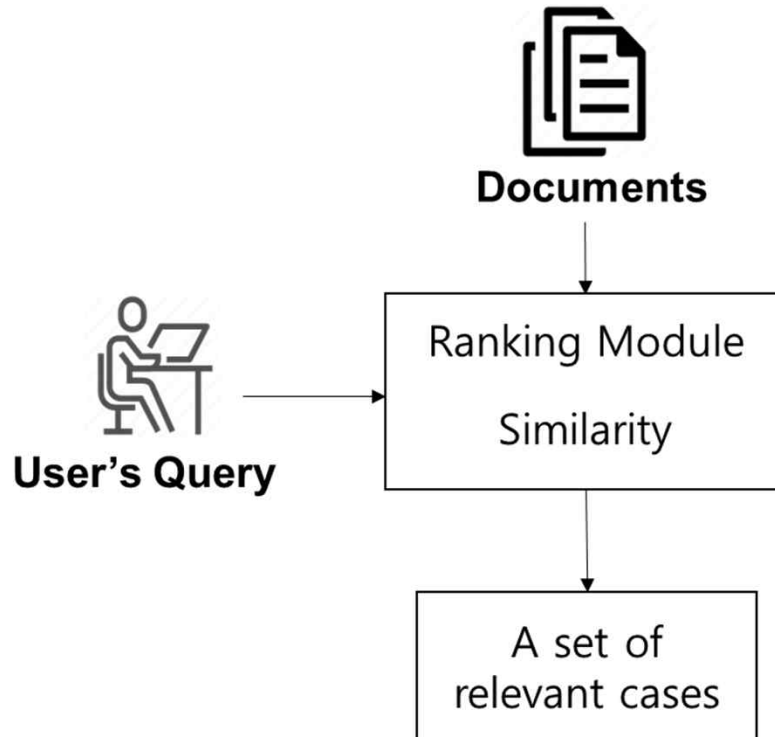 Documents
Ranking Module
Similarity
User's Query
A set of
relevant cases